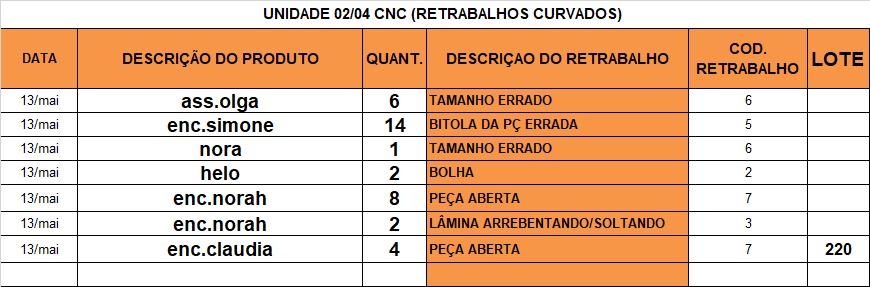 UNIDADE 02/04 CNC (RETRABALHOS CURVADOS)
DATA DESCRIÇÃO DO PRODUTO QUANT. DESCRIÇAO DO RETRABALHO COD. RETRABALHO LOTE
13/mai ass.olga 6 TAMANHO ERRADO 6
13/mai enc.simone 14 BITOLA DA PÇ ERRADA 5
13/mai nora 1 TAMANHO ERRADO 6
13/mai helo 2 BOLHA 2
13/mai enc.norah 8 PEÇA ABERTA 7
13/mai enc.norah 2 LÂMINA ARREBENTANDO/SOLTANDO 3
13/mai enc.claudia 4 PEÇA ABERTA 7 220